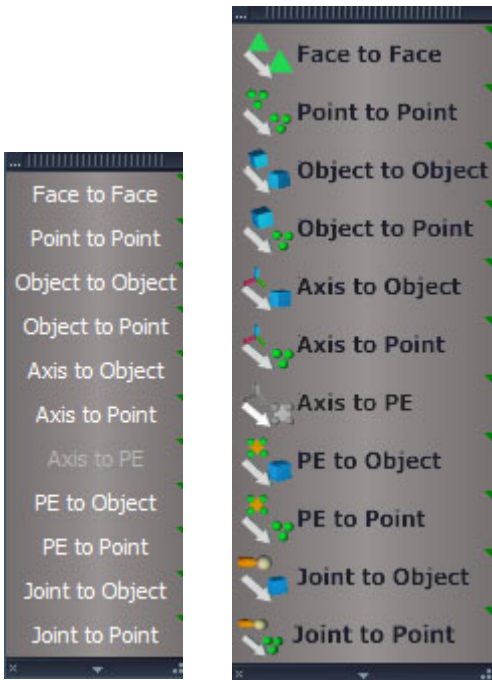 Face to Face
Point to Point
Object to Object
Object to Point
Axis to Object
Axis to Point
Axis to PE
PE to Object
PE to Point
Joint to Object
Joint to Point
Face to Face
Point to Point
Object to Object
Object to Point
Axis to Object
Axis to Point
Axis to PE
PE to Object
PE to Point
Joint to Object
Joint to Point